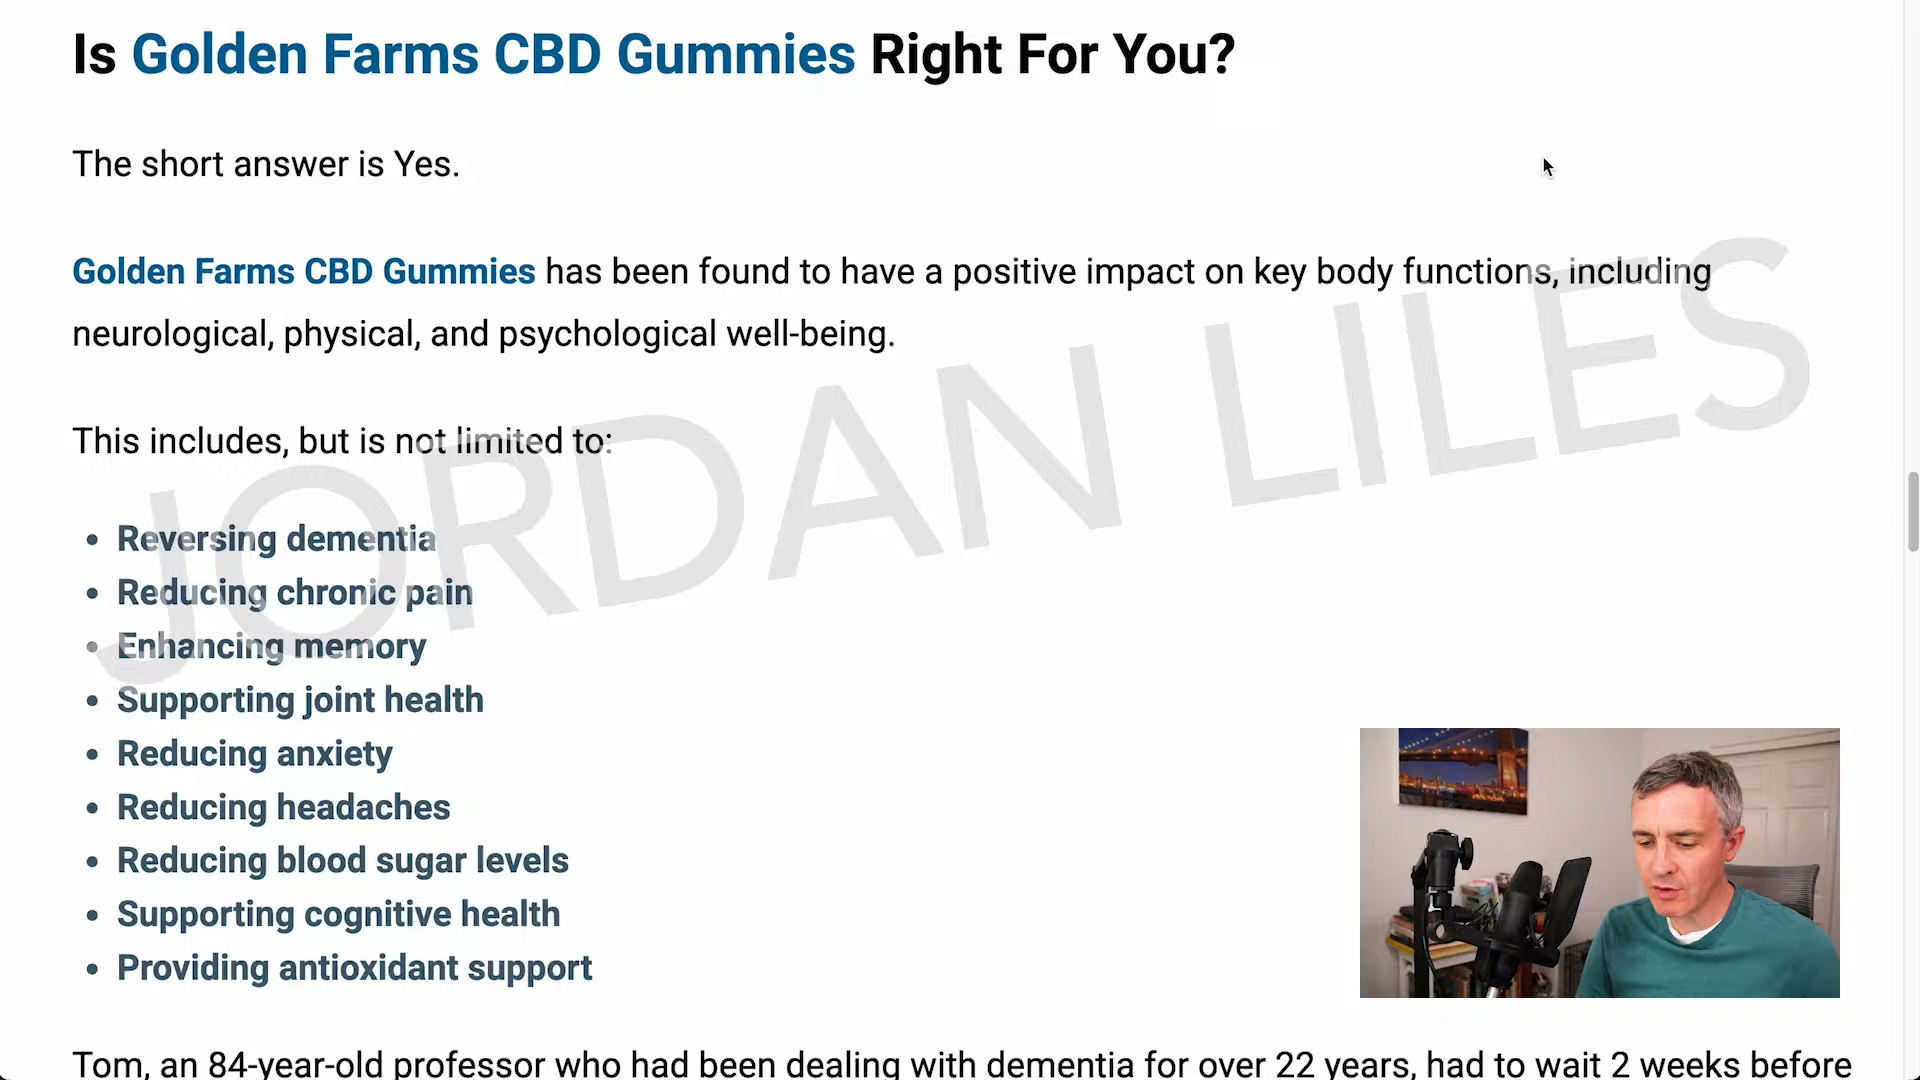 Is Golden Farms CBD Gummies Right For You?
The short answer is Yes.
Golden Farms CBD Gummies has been found to have a positive impact on key body functions, including
neurological, physical, and psychological well-being.
This includes, but is not limited to:
JORDAN LILES
• Reversing dementia
• Reducing chronic pain
• Enhancing memory
• Supporting joint health
• Reducing anxiety
• Reducing headaches
• Reducing blood sugar levels
• Supporting cognitive health
• Providing antioxidant support
Tom, an 84-year-old professor who had been dealing with dementia for over 22 years, had to wait 2 weeks before